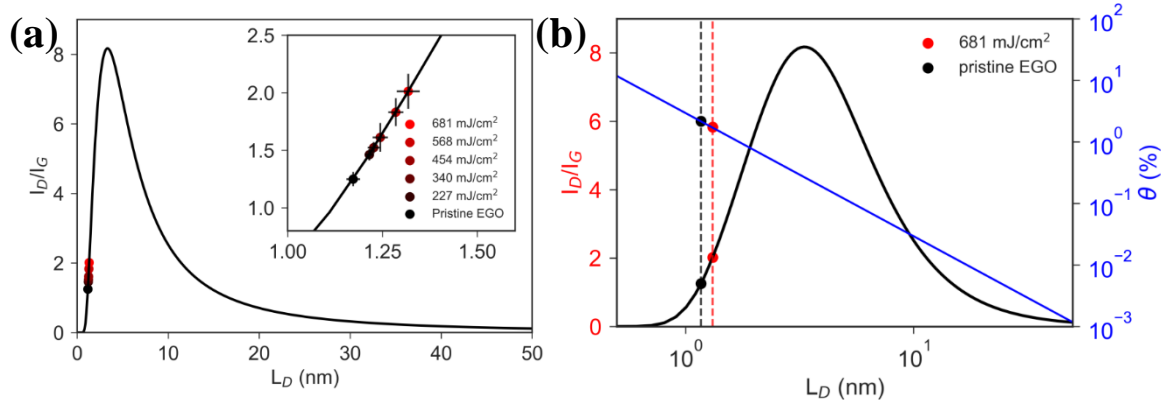 (a)
I_D/I_G
8
6
4
2
0
0 10 20 30 40 50
L_D (nm)
2.5
2.0
1.5
1.0
1.00 1.25 1.50
681 mJ/cm²
568 mJ/cm²
454 mJ/cm²
340 mJ/cm²
227 mJ/cm²
Pristine EGO
(b)
I_D/I_G
8
6
4
2
0
10⁰ 10¹
L_D (nm)
681 mJ/cm²
pristine EGO
10²
10¹
10⁰
10⁻¹
10⁻²
10⁻³
θ (%)